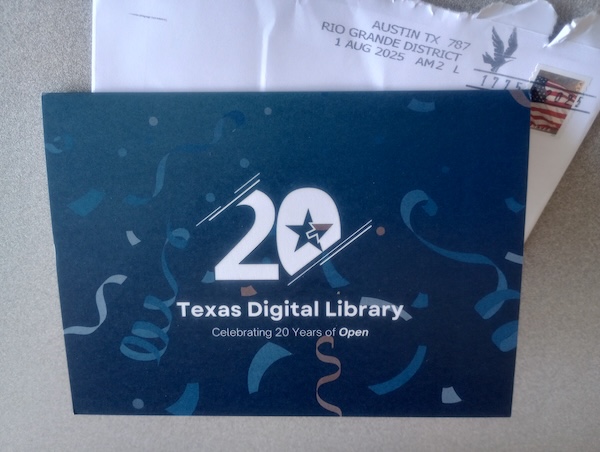 AUSTIN TX 787
RIO GRANDE DISTRICT
1 AUG 2025 AM 2 L
20
Texas Digital Library
Celebrating 20 Years of Open